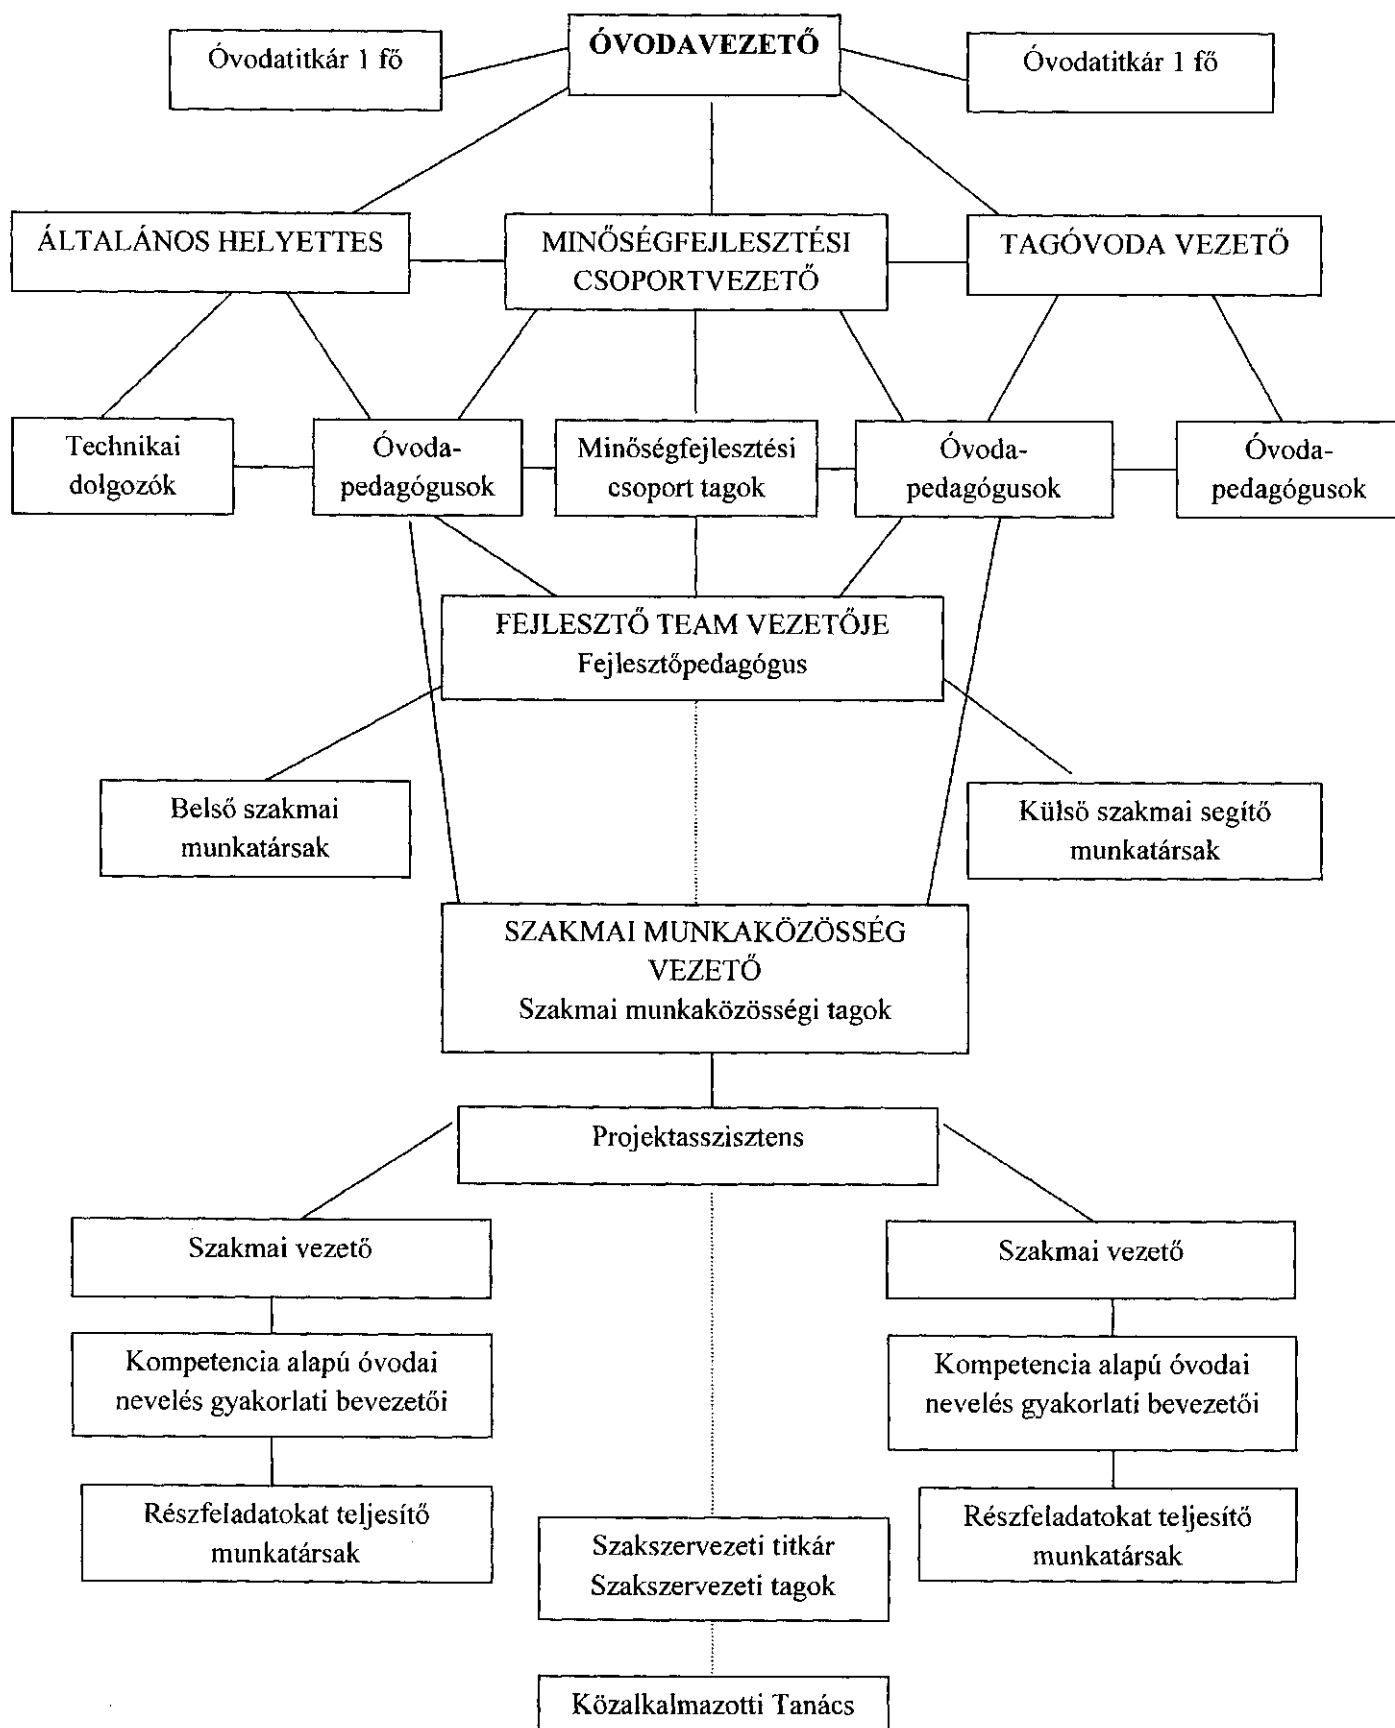 Óvodatitkár 1 fő
ÓVODAVEZETŐ
Óvodatitkár 1 fő
ÁLTALÁNOS HELYETTES
MINŐSÉGFEJLESZTÉSI
CSOPORTVEZETŐ
TAGÓVODA VEZETŐ
Technikai
dolgozók
Óvoda-
pedagógusok
Minőségfejlesztési
csoport tagok
Óvoda-
pedagógusok
Óvoda-
pedagógusok
FEJLESZTŐ TEAM VEZETŐJE
Fejlesztőpedagógus
Belső szakmai
munkatársak
Külső szakmai segítő
munkatársak
SZAKMAI MUNKAKÖZÖSSÉG
VEZETŐ
Szakmai munkaközösségi tagok
Projektasszisztens
Szakmai vezető
Szakmai vezető
Kompetencia alapú óvodai
nevelés gyakorlati bevezetői
Kompetencia alapú óvodai
nevelés gyakorlati bevezetői
Részfeladatokat teljesítő
munkatársak
Részfeladatokat teljesítő
munkatársak
Szakszervezeti titkár
Szakszervezeti tagok
Közalkalmazotti Tanács